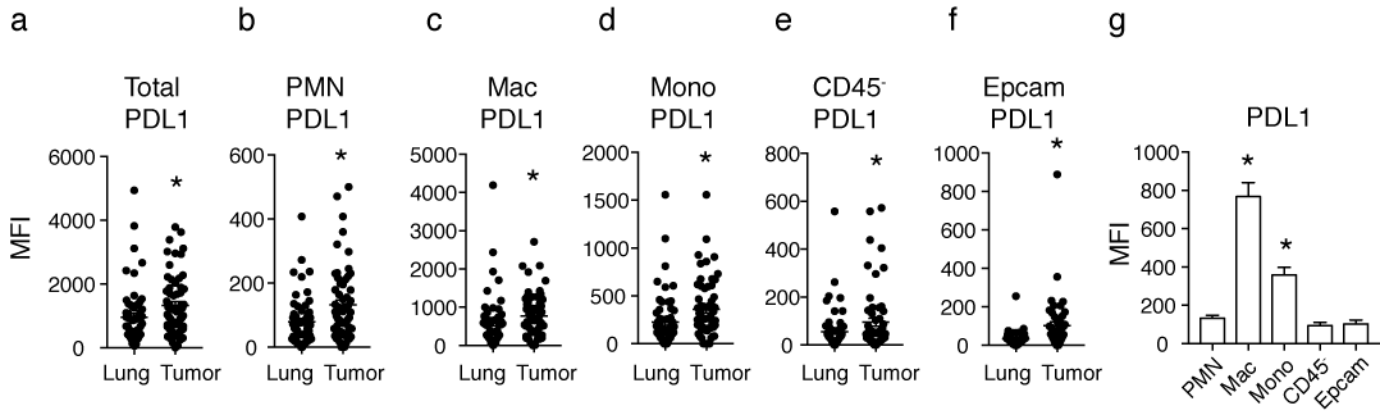 a
b
c
d
e
f
g
Total
PDL1
PMN
PDL1
Mac
PDL1
Mono
PDL1
CD45-
PDL1
Epcam
PDL1
PDL1
MFI
6000
4000
2000
0
*
Lung Tumor
600
400
200
0
*
Lung Tumor
5000
4000
3000
2000
1000
0
*
Lung Tumor
2000
1500
1000
500
0
*
Lung Tumor
800
600
400
200
0
*
Lung Tumor
1000
800
600
400
200
0
*
Lung Tumor
MFI
1000
800
600
400
200
0
*
*
PMN
Mac
Mono
CD45-
Epcam